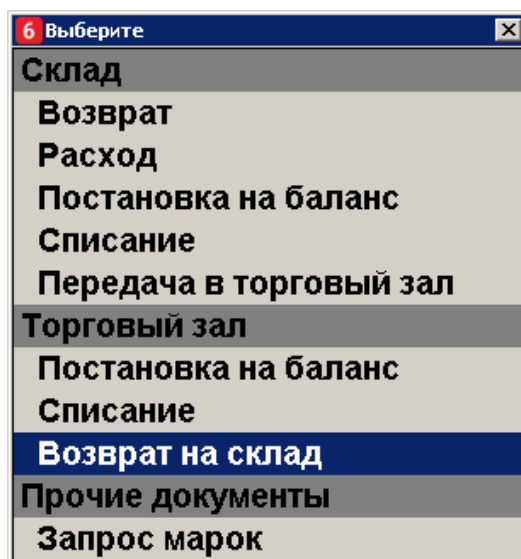 6 Выберите
Склад
Возврат
Расход
Постановка на баланс
Списание
Передача в торговый зал
Торговый зал
Постановка на баланс
Списание
Возврат на склад
Прочие документы
Запрос марок